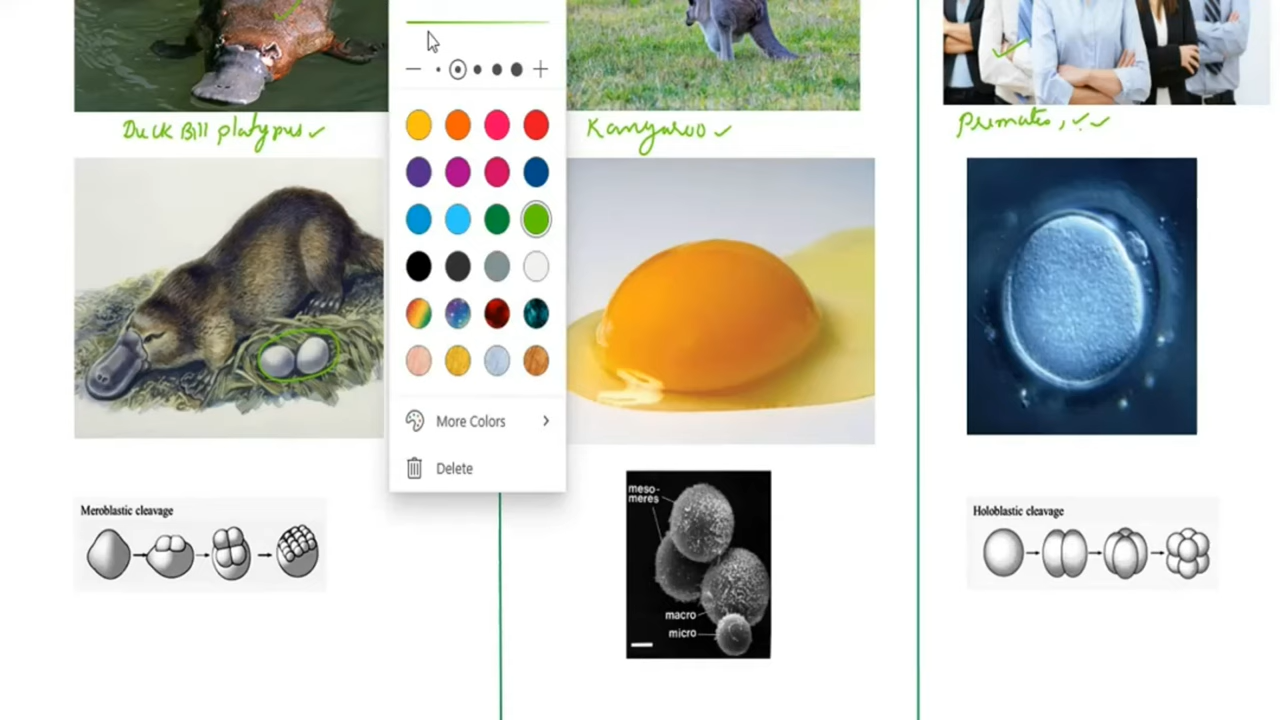 Duck Bill platypus
Kangaroo
Primates,
More Colors
Delete
Meroblastic cleavage
meso-
meres
macro
micro
Holoblastic cleavage